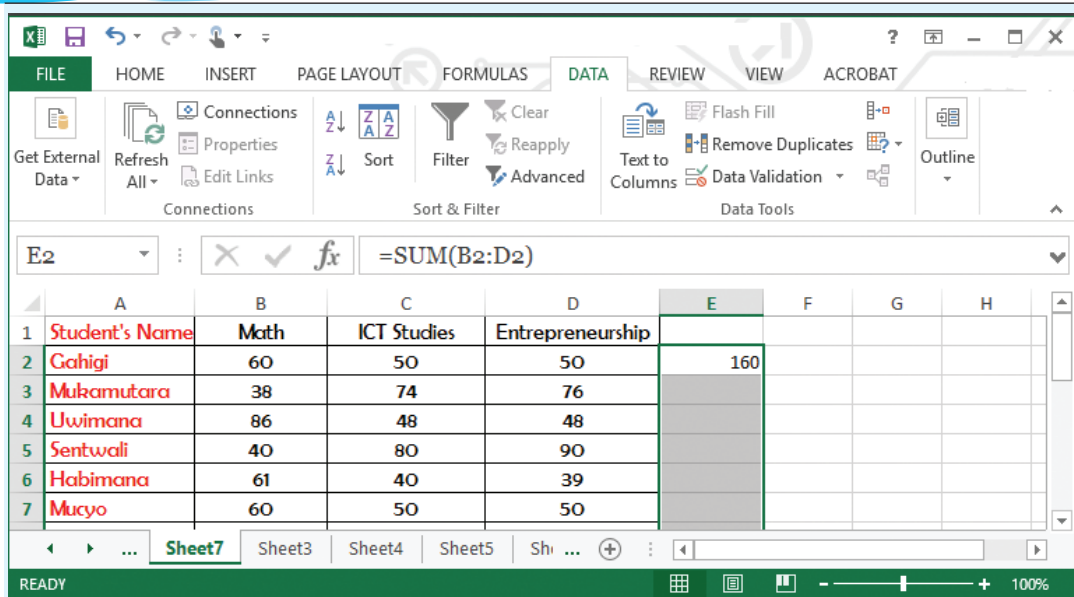 ?
FILE HOME INSERT PAGE LAYOUT FORMULAS DATA REVIEW VIEW ACROBAT
Get External Data
Refresh All
Connections
Properties
Edit Links
Connections
A Z
Z A
Z A A Z
Sort
Filter
Clear
Reapply
Advanced
Sort & Filter
Text to Columns
Flash Fill
Remove Duplicates
Data Validation
Data Tools
Outline
E2 fx =SUM(B2:D2)
A B C D E F G H
1 Student's Name Math ICT Studies Entrepreneurship
2 Gahigi 60 50 50 160
3 Mukamutara 38 74 76
4 Uwimana 86 48 48
5 Sentwali 40 80 90
6 Habimana 61 40 39
7 Mucyo 60 50 50
... Sheet7 Sheet3 Sheet4 Sheet5 Sh ...
READY 100%